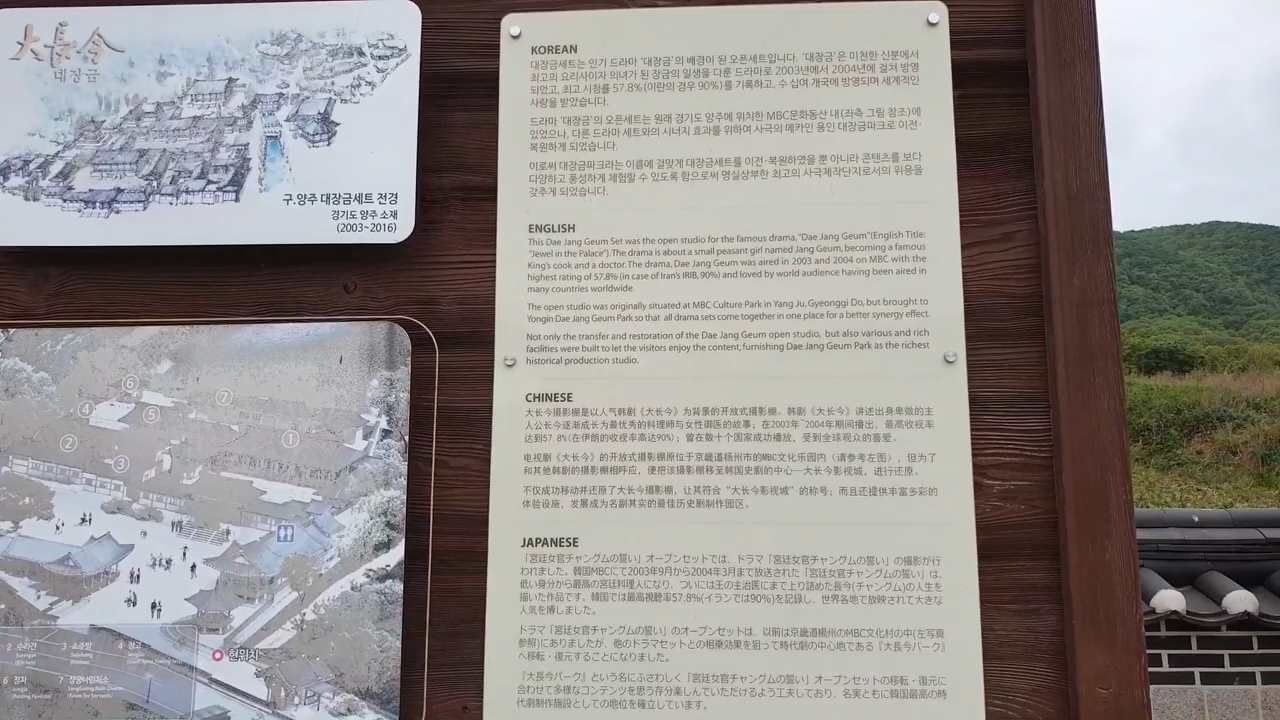 大長今
대장금
구.양주 대장금세트 전경
경기도 양주 소재
(2003~2016)
KOREAN
대장금세트는 인기 드라마 '대장금'의 배경이 된 오픈세트입니다. '대장금'은 미천한 신분에서
최고의 요리사이자 의녀가 된 장금의 일생을 다룬 드라마로 2003년에서 2004년에 걸쳐 방영
되었고, 최고 시청률 57.8%(이란의 경우 90%)를 기록하고, 수 십여 개국에 방영되며 세계적인
사랑을 받았습니다.
드라마 '대장금'의 오픈세트는 원래 경기도 양주에 위치한 MBC문화동산 내(좌측 그림 참조)에
있었으나, 다른 드라마 세트와의 시너지 효과를 위하여 사극의 메카인 용인 대장금파크로 이전·
복원하게 되었습니다.
이로써 대장금파크라는 이름에 걸맞게 대장금세트를 이전·복원하였을 뿐 아니라 콘텐츠를 보다
다양하고 풍성하게 체험할 수 있도록 함으로써 명실상부한 최고의 사극제작단지로서의 위용을
갖추게 되었습니다.
ENGLISH
This Dae Jang Geum Set was the open studio for the famous drama, "Dae Jang Geum"(English Title:
"Jewel in the Palace"). The drama is about a small peasant girl named Jang Geum, becoming a famous
King's cook and a doctor. The drama, Dae Jang Geum was aired in 2003 and 2004 on MBC with the
highest rating of 57.8% (in case of Iran's IRIB, 90%) and loved by world audience having been aired in
many countries worldwide.
The open studio was originally situated at MBC Culture Park in Yang Ju, Gyeonggi Do, but brought to
Yongin Dae Jang Geum Park so that all drama sets come together in one place for a better synergy effect.
Not only the transfer and restoration of the Dae Jang Geum open studio, but also various and rich
facilities were built to let the visitors enjoy the content, furnishing Dae Jang Geum Park as the richest
historical production studio.
CHINESE
大长今摄影棚是以人气韩剧《大长今》为背景的开放式摄影棚。韩剧《大长今》讲述出身卑微的主
人公长今逐渐成长为最优秀的料理师与女性御医的故事；在2003年~2004年期间播出，最高收视率
达到57.8%（在伊朗的收视率高达90%）；曾在数十个国家成功播放，受到全球观众的喜爱。
电视剧《大长今》的开放式摄影棚原位于京畿道杨州市的MBC文化乐园内（请参考左图），但为了
和其他韩剧的摄影棚相呼应，便把该摄影棚移至韩国史剧的中心—大长今影视城，进行还原。
不仅成功移动并还原了大长今摄影棚，让其符合“大长今影视城”的称号；而且还提供丰富多彩的
体验设施，发展成为名副其实的最佳历史剧制作园区。
JAPANESE
「宮廷女官チャングムの誓い」オープンセットでは、ドラマ「宮廷女官チャングムの誓い」の撮影が行
われました。韓国MBCにて2003年9月から2004年3月まで放送された「宮廷女官チャングムの誓い」は、
低い身分から最高の宮廷料理人になり、ついには王の主治医にまで上り詰めた長今(チャングム)の人生を
描いた作品です。韓国では最高視聴率57.8%(イランでは90%)を記録し、世界各地で放映されて大きな
人気を博しました。
ドラマ「宮廷女官チャングムの誓い」のオープンセットは、以前は京畿道楊州のMBC文化村の中(左写真
参照)にありましたが、他のドラマセットとの相乗効果を狙って時代劇の中心地である『大長今パーク』
へ移転・復元することになりました。
『大長今パーク』という名にふさわしく「宮廷女官チャングムの誓い」オープンセットの移転・復元に
合わせて多様なコンテンツを思う存分楽しんでいただけるよう工夫しており、名実ともに韓国最高の時
代劇制作施設としての地位を確立しています。
⑥
④ ⑤ ⑦
② ③ ①
현위치
2 수라간 3 소주방 4
6 정자 7